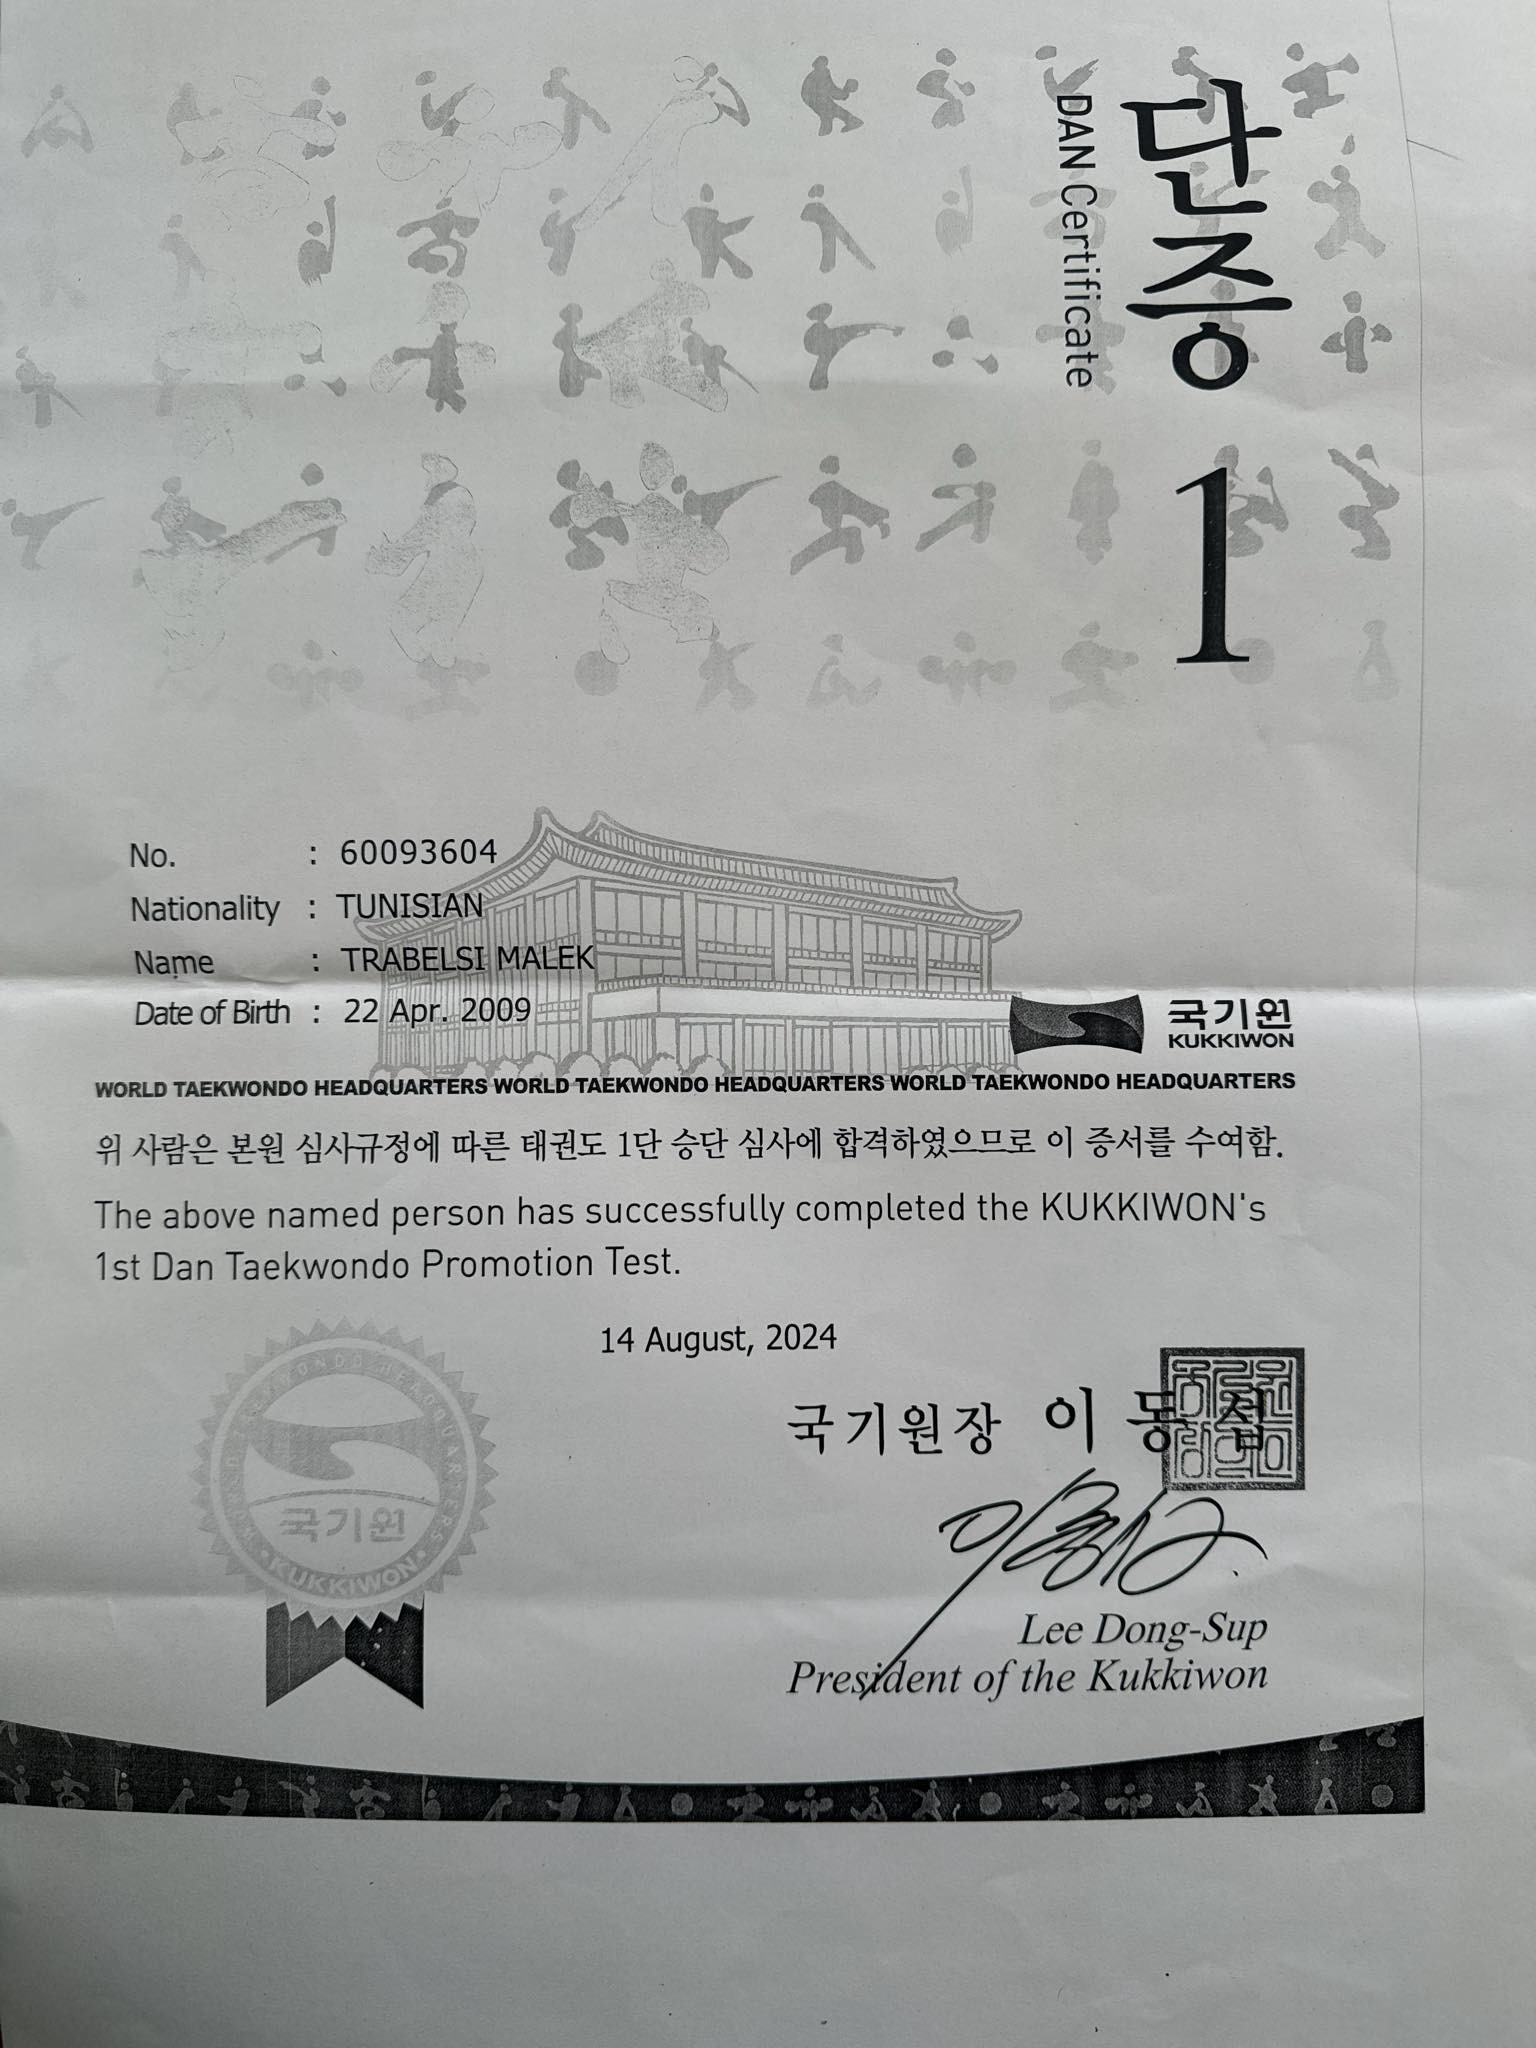 단증
DAN Certificate
1
No. : 60093604
Nationality : TUNISIAN
Name : TRABELSI MALEK
Date of Birth : 22 Apr. 2009
국기원
KUKKIWON
WORLD TAEKWONDO HEADQUARTERS WORLD TAEKWONDO HEADQUARTERS WORLD TAEKWONDO HEADQUARTERS
위 사람은 본원 심사규정에 따른 태권도 1단 승단 심사에 합격하였으므로 이 증서를 수여함.
The above named person has successfully completed the KUKKIWON's
1st Dan Taekwondo Promotion Test.
14 August, 2024
국기원장 이동섭
WORLD TAEKWONDO HEADQUARTERS
국기원
KUKKIWON
Lee Dong-Sup
President of the Kukkiwon